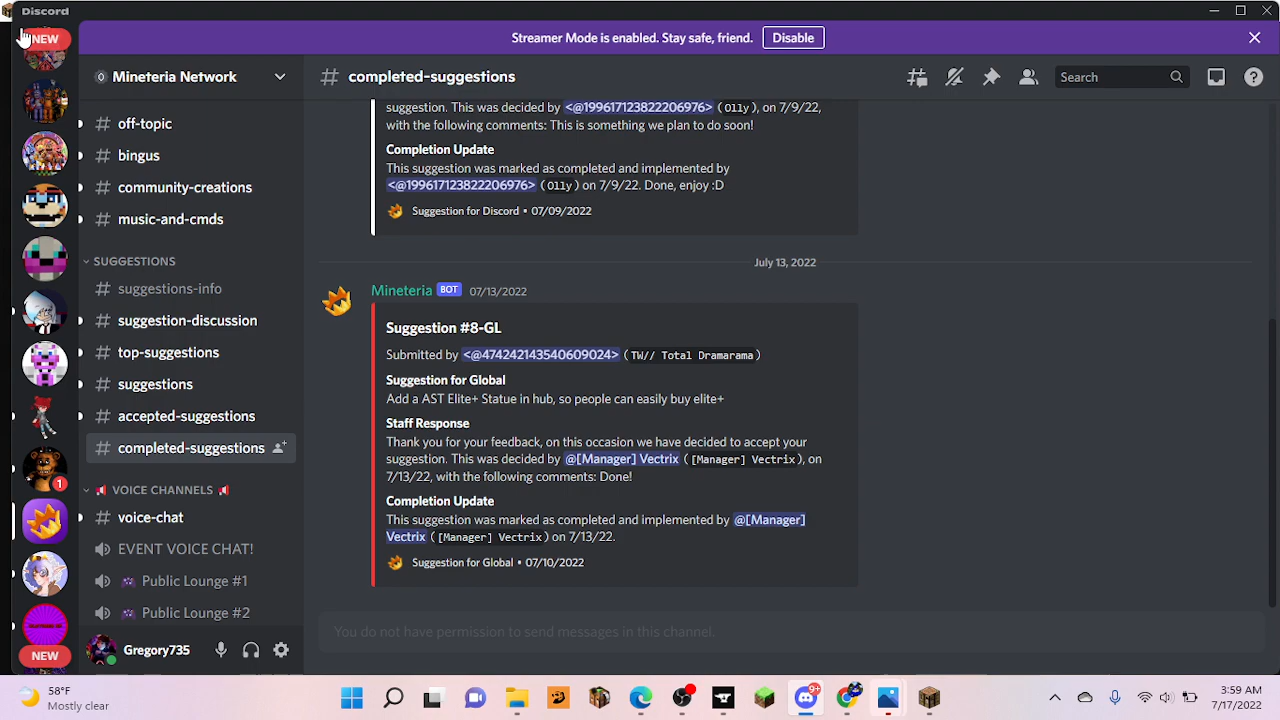 Discord
NEW
Streamer Mode is enabled. Stay safe, friend.
Disable
Mineteria Network
completed-suggestions
Search
off-topic
bingus
community-creations
music-and-cmds
SUGGESTIONS
suggestions-info
suggestion-discussion
top-suggestions
suggestions
accepted-suggestions
completed-suggestions
VOICE CHANNELS
voice-chat
EVENT VOICE CHAT!
Public Lounge #1
Public Lounge #2
1
NEW
Gregory735
suggestion. This was decided by <@199617123822206976> (Olly), on 7/9/22,
with the following comments: This is something we plan to do soon!
Completion Update
This suggestion was marked as completed and implemented by
<@199617123822206976> (Olly) on 7/9/22. Done, enjoy :D
Suggestion for Discord • 07/09/2022
July 13, 2022
Mineteria BOT 07/13/2022
Suggestion #8-GL
Submitted by <@474242143540609024> (TW// Total Dramarama)
Suggestion for Global
Add a AST Elite+ Statue in hub, so people can easily buy elite+
Staff Response
Thank you for your feedback, on this occasion we have decided to accept your
suggestion. This was decided by @[Manager] Vectrix ([Manager] Vectrix), on
7/13/22, with the following comments: Done!
Completion Update
This suggestion was marked as completed and implemented by @[Manager]
Vectrix ([Manager] Vectrix) on 7/13/22.
Suggestion for Global • 07/10/2022
You do not have permission to send messages in this channel.
58°F
Mostly clear
9+
3:59 AM
7/17/2022